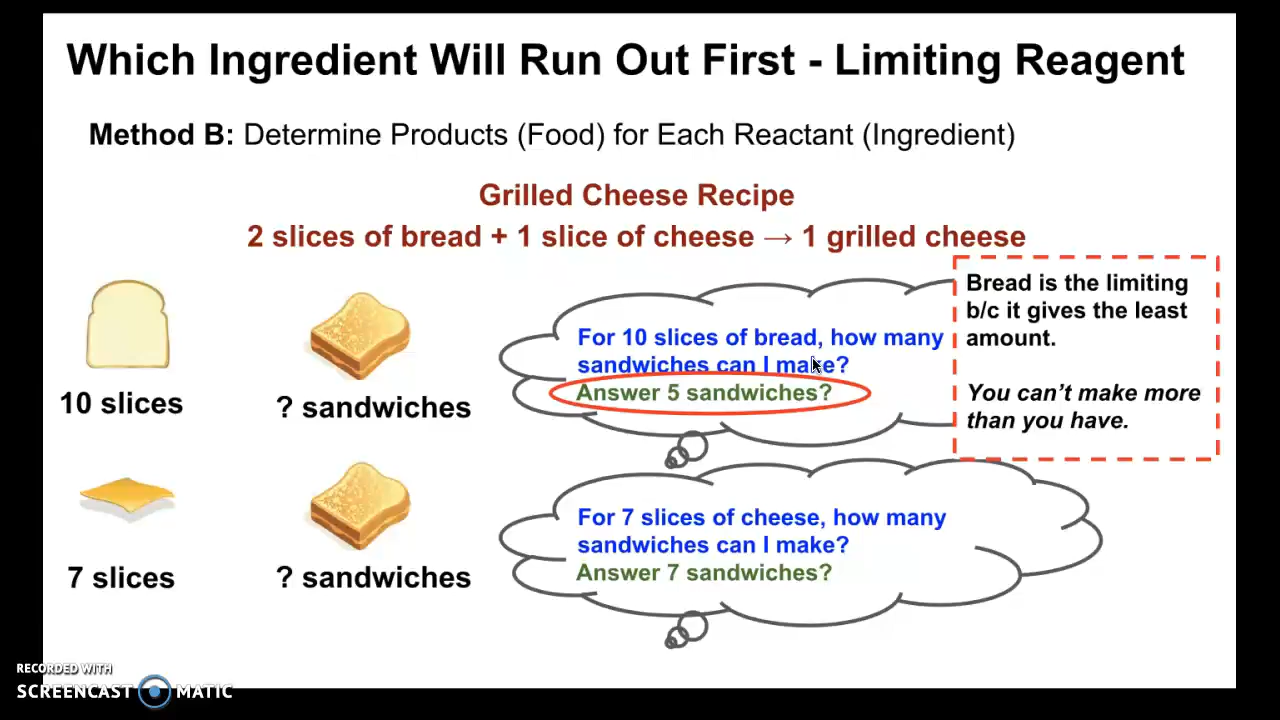 Which Ingredient Will Run Out First - Limiting Reagent
Method B: Determine Products (Food) for Each Reactant (Ingredient)
Grilled Cheese Recipe
2 slices of bread + 1 slice of cheese → 1 grilled cheese
10 slices
? sandwiches
For 10 slices of bread, how many
sandwiches can I make?
Answer 5 sandwiches?
Bread is the limiting
b/c it gives the least
amount.
You can't make more
than you have.
7 slices
? sandwiches
For 7 slices of cheese, how many
sandwiches can I make?
Answer 7 sandwiches?
RECORDED WITH
SCREENCAST MATIC